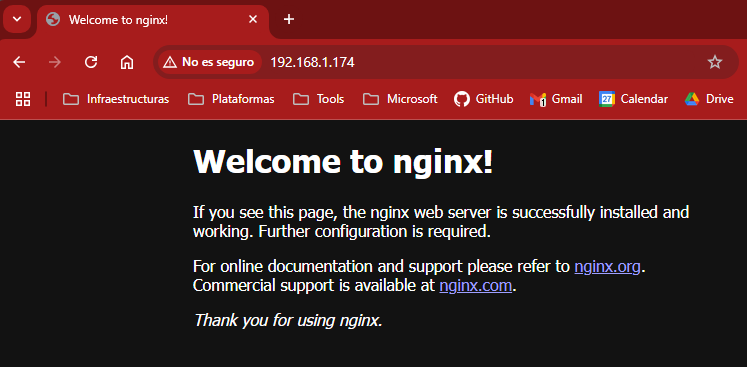 Welcome to nginx!
No es seguro 192.168.1.174
Infraestructuras Plataformas Tools Microsoft GitHub 1 Gmail 27 Calendar Drive
Welcome to nginx!
If you see this page, the nginx web server is successfully installed and
working. Further configuration is required.
For online documentation and support please refer to nginx.org.
Commercial support is available at nginx.com.
Thank you for using nginx.